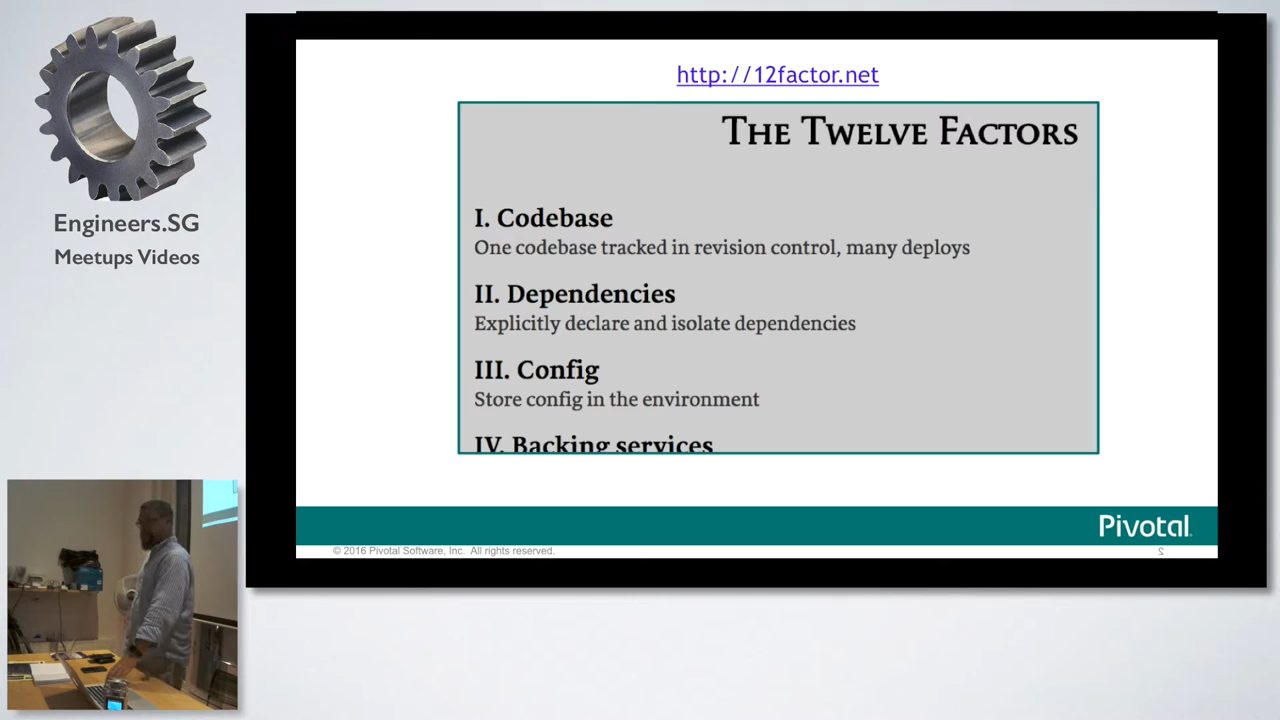 Engineers.SG
Meetups Videos
http://12factor.net
THE TWELVE FACTORS
I. Codebase
One codebase tracked in revision control, many deploys
II. Dependencies
Explicitly declare and isolate dependencies
III. Config
Store config in the environment
IV. Backing services
Pivotal
© 2016 Pivotal Software, Inc. All rights reserved.
2